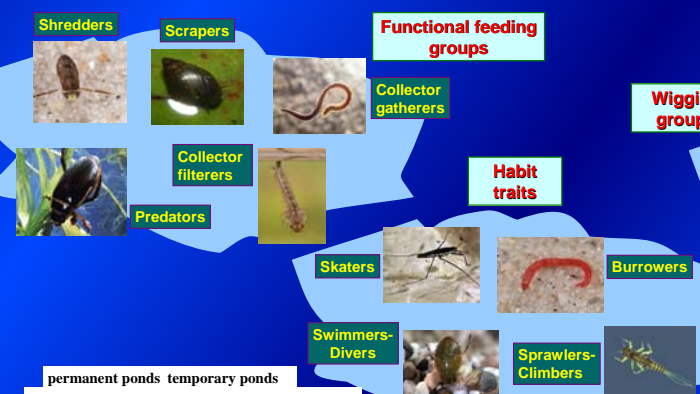 Shredders
Scrapers
Functional feeding
groups
Collector
gatherers
Collector
filterers
Predators
Habit
traits
Skaters
Burrowers
Swimmers-
Divers
Sprawlers-
Climbers
permanent ponds temporary ponds